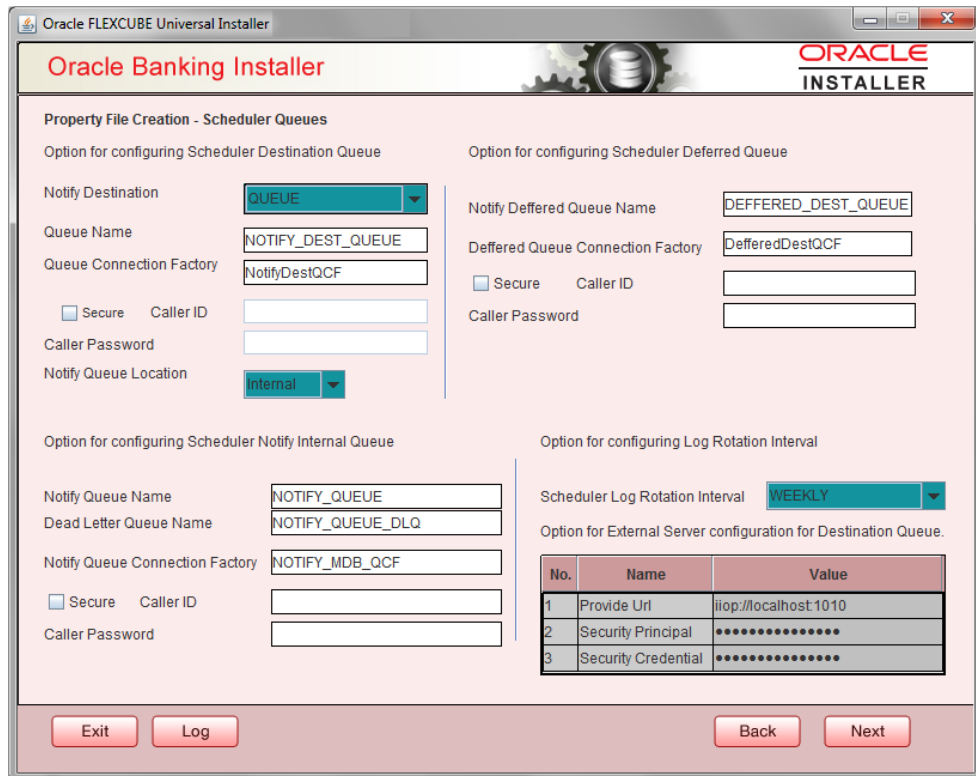 Oracle FLEXCUBE Universal Installer
Oracle Banking Installer
ORACLE
INSTALLER
Property File Creation - Scheduler Queues
Option for configuring Scheduler Destination Queue
Notify Destination QUEUE
Queue Name NOTIFY_DEST_QUEUE
Queue Connection Factory NotifyDestQCF
Secure Caller ID
Caller Password
Notify Queue Location Internal
Option for configuring Scheduler Deferred Queue
Notify Deffered Queue Name DEFFERED_DEST_QUEUE
Deffered Queue Connection Factory DefferedDestQCF
Secure Caller ID
Caller Password
Option for configuring Scheduler Notify Internal Queue
Notify Queue Name NOTIFY_QUEUE
Dead Letter Queue Name NOTIFY_QUEUE_DLQ
Notify Queue Connection Factory NOTIFY_MDB_QCF
Secure Caller ID
Caller Password
Option for configuring Log Rotation Interval
Scheduler Log Rotation Interval WEEKLY
Option for External Server configuration for Destination Queue.
No. Name Value
1 Provide Url iiop://localhost:1010
2 Security Principal •••••••••••••••
3 Security Credential •••••••••••••••
Exit Log Back Next